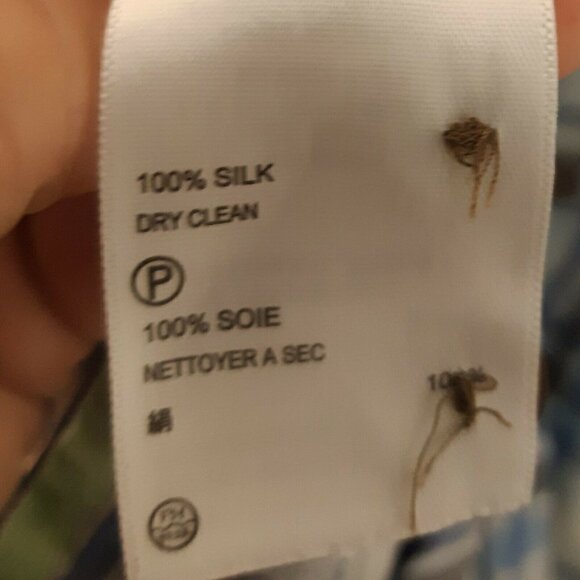 100% SILK
DRY CLEAN
P
100% SOIE
NETTOYER A SEC
絹